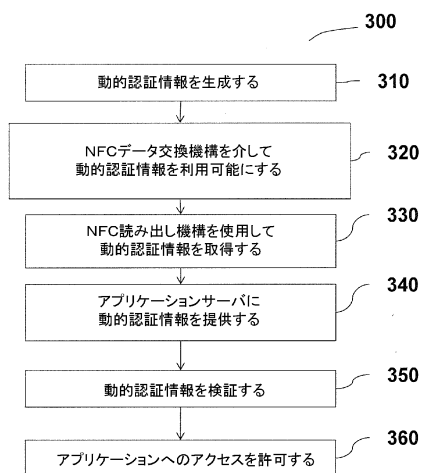 300
動的認証情報を生成する
310
NFCデータ交換機構を介して
動的認証情報を利用可能にする
320
NFC読み出し機構を使用して
動的認証情報を取得する
330
アプリケーションサーバに
動的認証情報を提供する
340
動的認証情報を検証する
350
アプリケーションへのアクセスを許可する
360